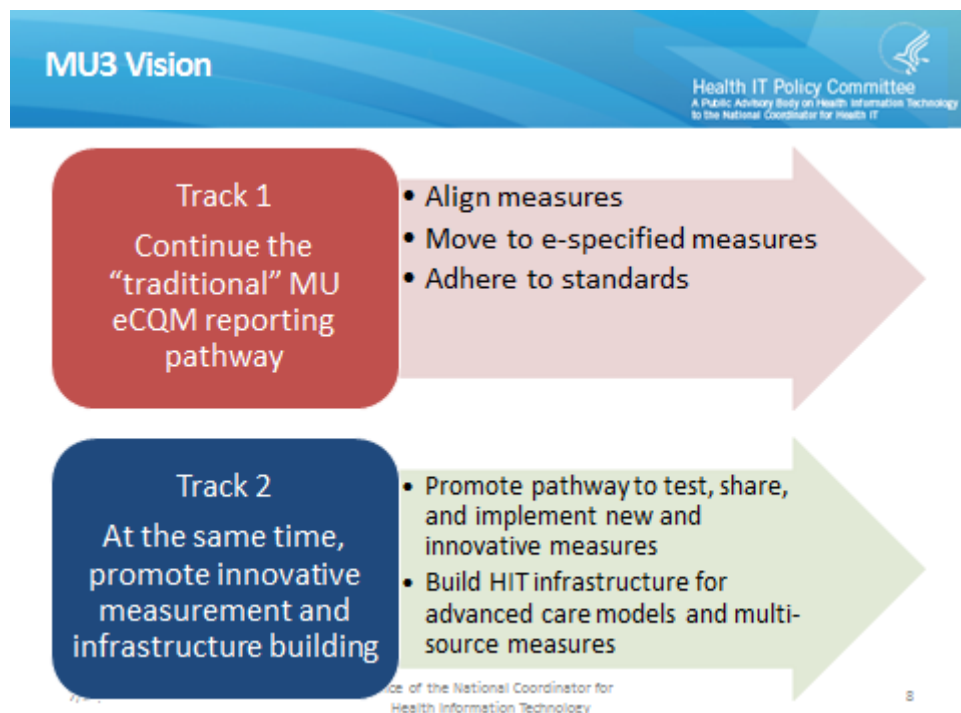 MU3 Vision
Health IT Policy Committee
A Public Advisory Body on Health Information Technology
to the National Coordinator for Health IT
Track 1
Continue the
“traditional” MU
eCQM reporting
pathway
• Align measures
• Move to e-specified measures
• Adhere to standards
Track 2
At the same time,
promote innovative
measurement and
infrastructure building
• Promote pathway to test, share,
and implement new and
innovative measures
• Build HIT infrastructure for
advanced care models and multi-
source measures
of the National Coordinator for
Health Information Technology
8